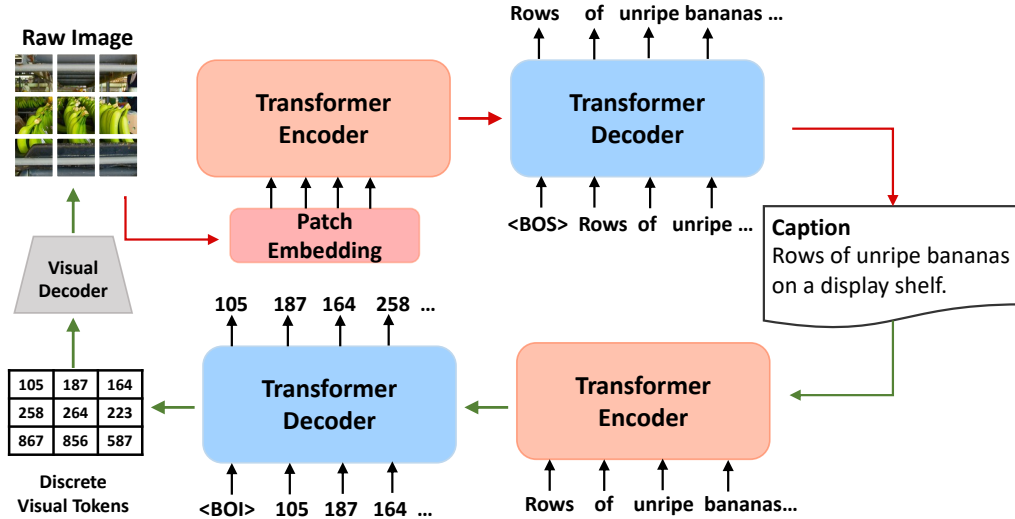 Rows of unripe bananas ...
Raw Image
Transformer
Encoder
Transformer
Decoder
Patch
Embedding
<BOS> Rows of unripe ...
Caption
Rows of unripe bananas
on a display shelf.
Visual
Decoder
105 187 164 258 ...
Transformer
Decoder
Transformer
Encoder
105 187 164
258 264 223
867 856 587
Discrete
Visual Tokens
<BOI> 105 187 164 ...
Rows of unripe bananas...